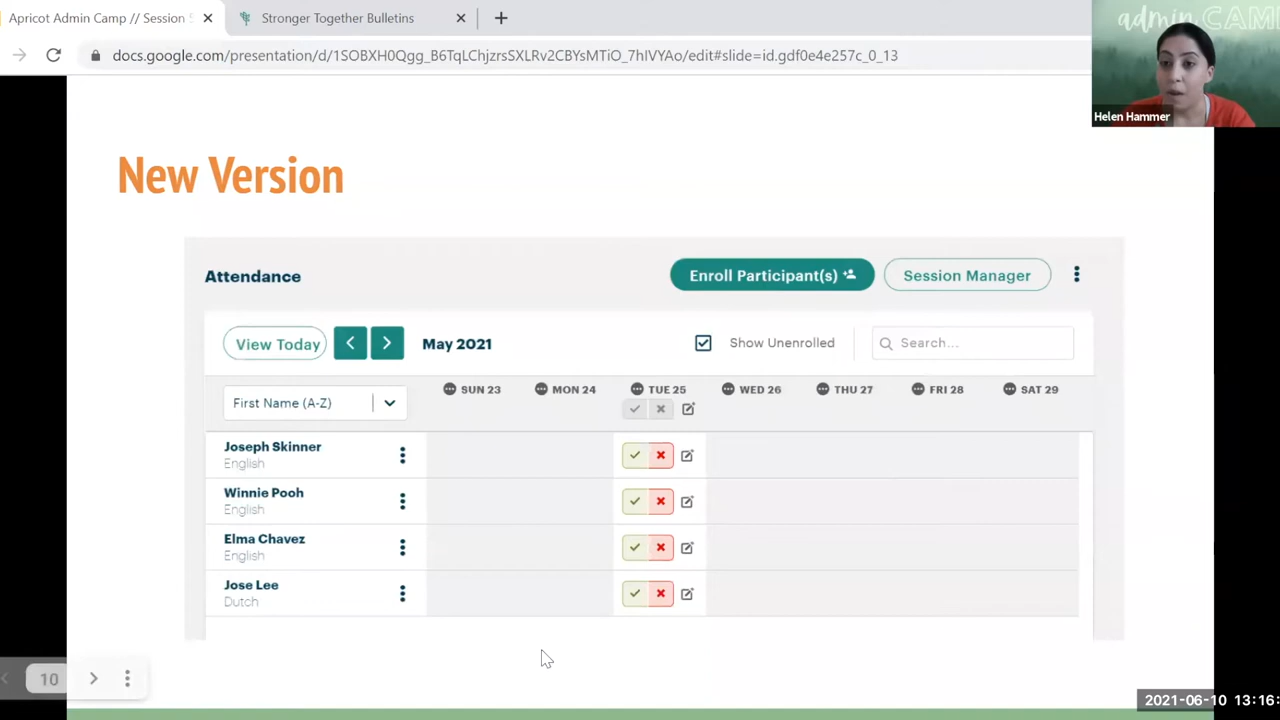 Apricot Admin Camp // Session
Stronger Together Bulletins
docs.google.com/presentation/d/1SOBXH0Qgg_B6TqLChjzrsSXLRv2CBYsMTiO_7hIVYAo/edit#slide=id.gdf0e4e257c_0_13
admin CAM
Helen Hammer
New Version
Attendance
Enroll Participant(s)
Session Manager
View Today
May 2021
Show Unenrolled
Search...
First Name (A-Z)
SUN 23 MON 24 TUE 25 WED 26 THU 27 FRI 28 SAT 29
Joseph Skinner
English
Winnie Pooh
English
Elma Chavez
English
Jose Lee
Dutch
10
2021-06-10 13:16: